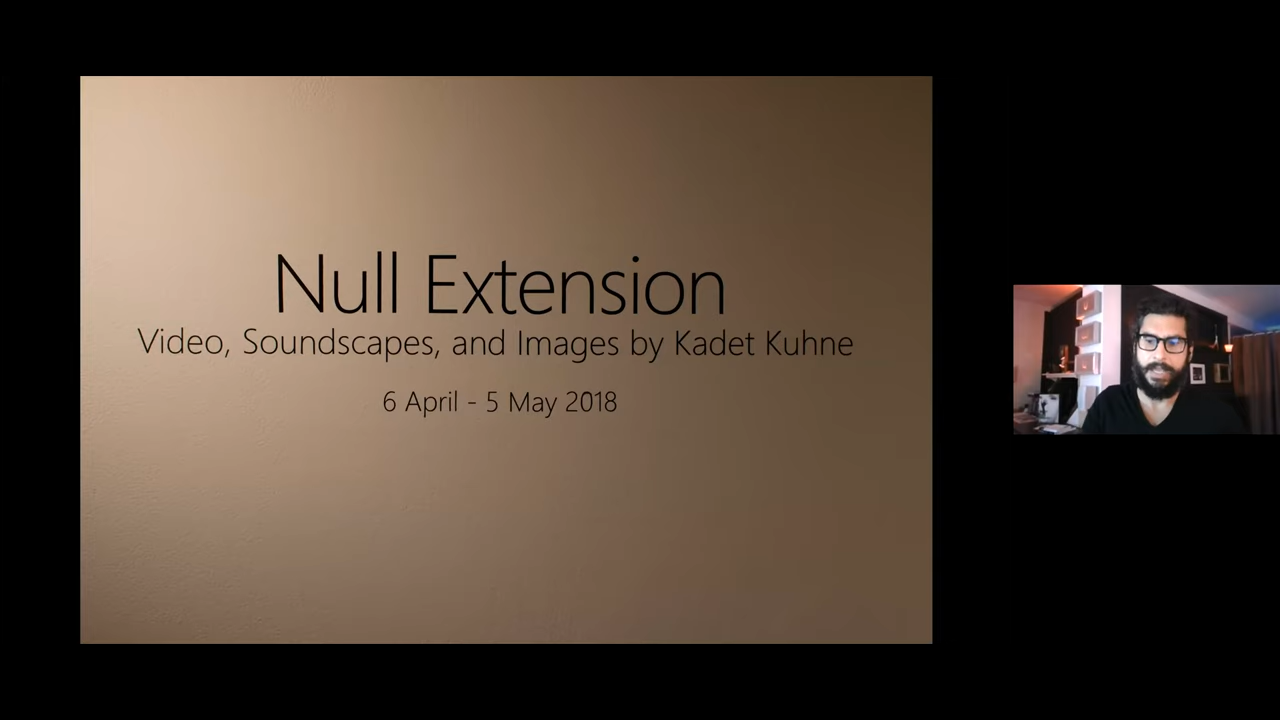 Null Extension
Video, Soundscapes, and Images by Kadet Kuhne
6 April - 5 May 2018